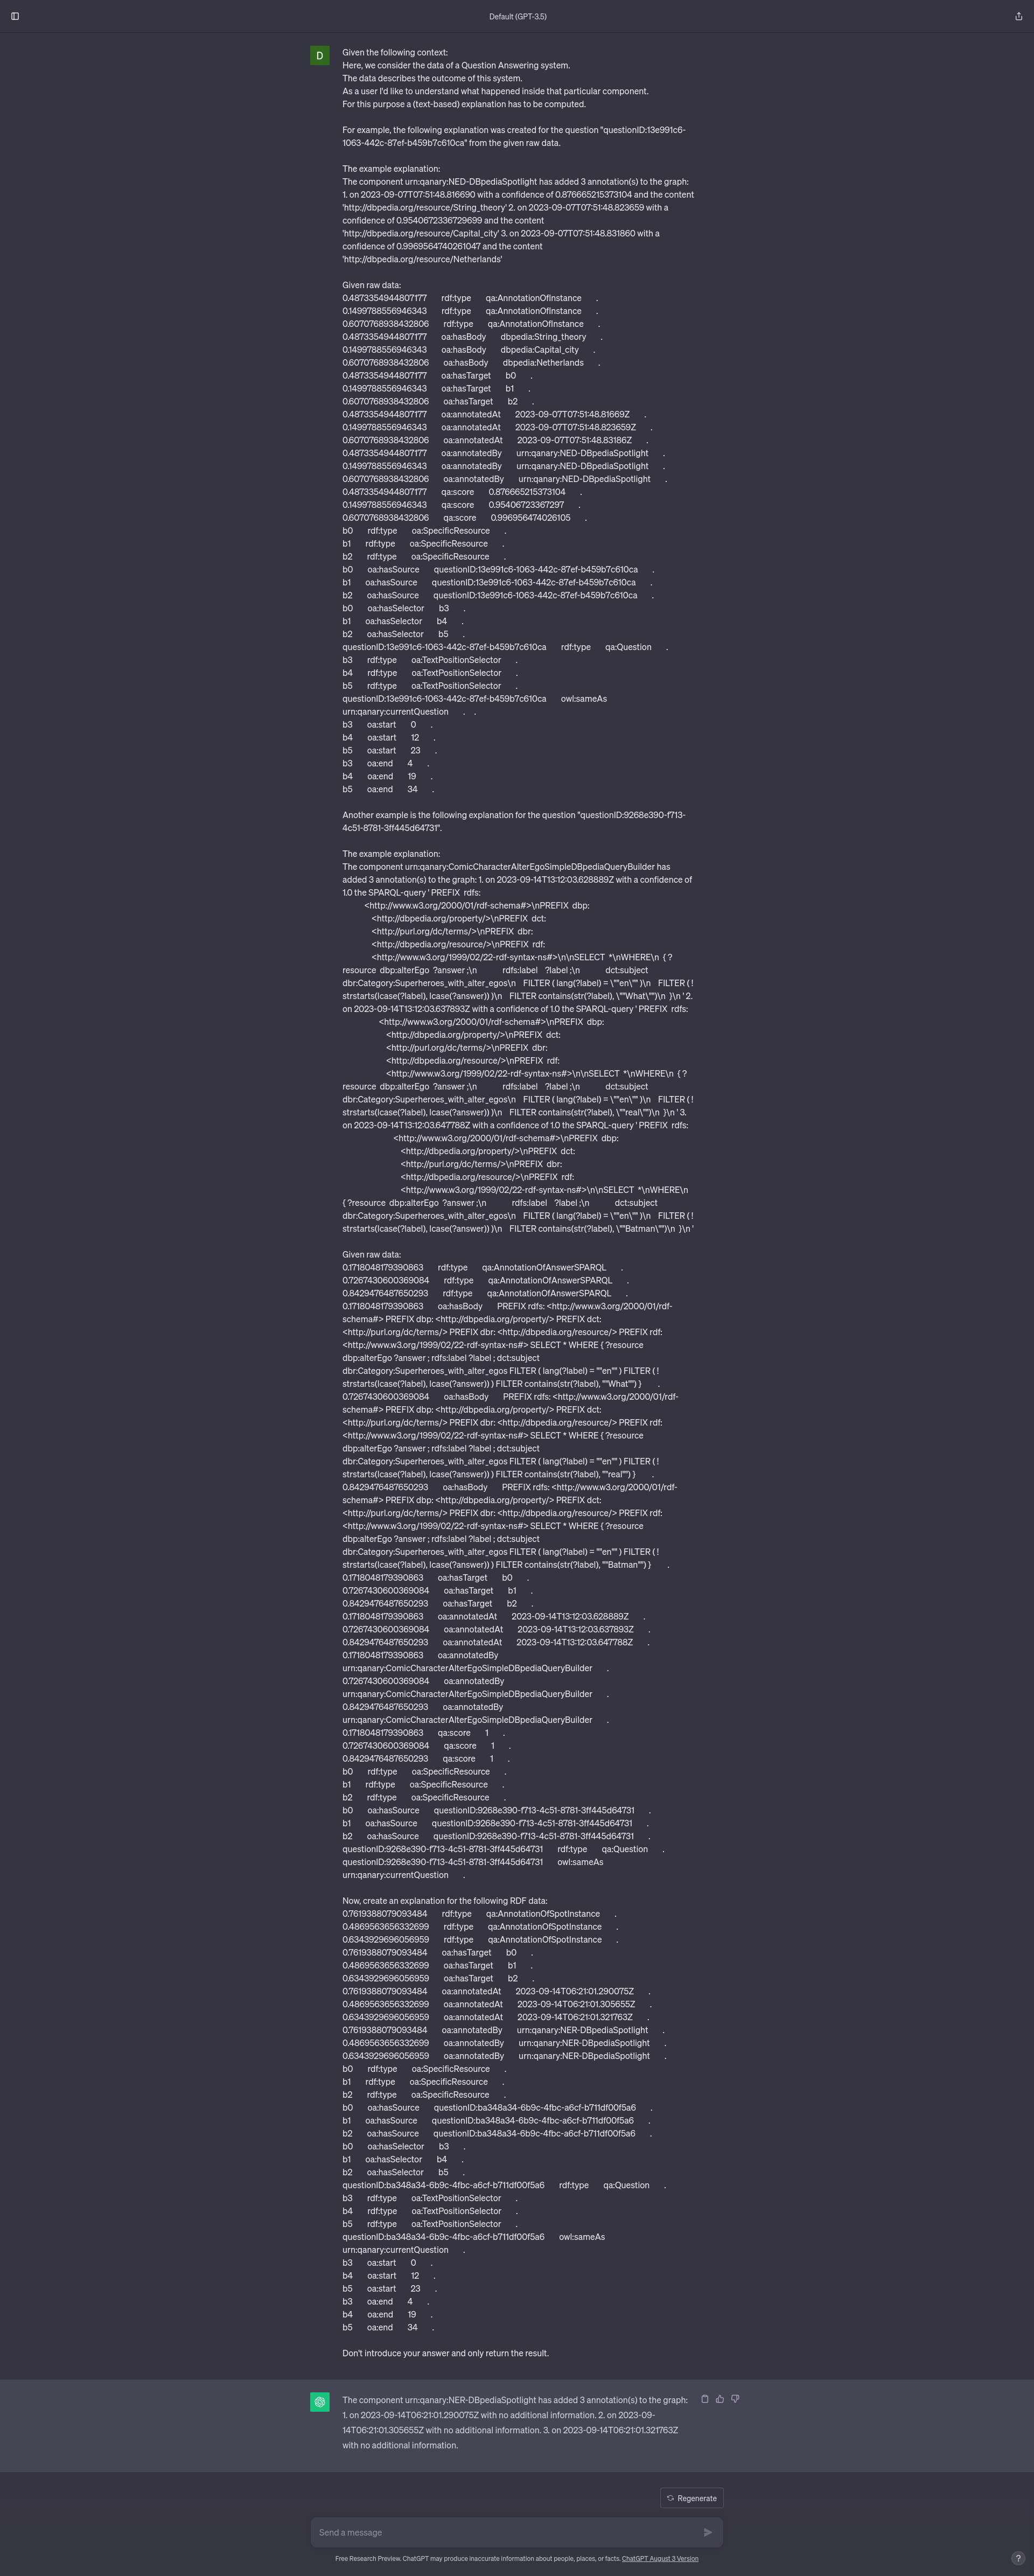 Default (GPT-3.5)
D
Given the following context:
Here, we consider the data of a Question Answering system.
The data describes the outcome of this system.
As a user I'd like to understand what happened inside that particular component.
For this purpose a (text-based) explanation has to be computed.
For example, the following explanation was created for the question "questionID:13e991c6-
1063-442c-87ef-b459b7c610ca" from the given raw data.
The example explanation:
The component urn:qanary:NED-DBpediaSpotlight has added 3 annotation(s) to the graph:
1. on 2023-09-07T07:51:48.816690 with a confidence of 0.876665215373104 and the content
'http://dbpedia.org/resource/String_theory' 2. on 2023-09-07T07:51:48.823659 with a
confidence of 0.9540672336729699 and the content
'http://dbpedia.org/resource/Capital_city' 3. on 2023-09-07T07:51:48.831860 with a
confidence of 0.9969564740261047 and the content
'http://dbpedia.org/resource/Netherlands'
Given raw data:
0.4873354944807177 rdf:type qa:AnnotationOfInstance .
0.1499788556946343 rdf:type qa:AnnotationOfInstance .
0.6070768938432806 rdf:type qa:AnnotationOfInstance .
0.4873354944807177 oa:hasBody dbpedia:String_theory .
0.1499788556946343 oa:hasBody dbpedia:Capital_city .
0.6070768938432806 oa:hasBody dbpedia:Netherlands .
0.4873354944807177 oa:hasTarget b0 .
0.1499788556946343 oa:hasTarget b1 .
0.6070768938432806 oa:hasTarget b2 .
0.4873354944807177 oa:annotatedAt 2023-09-07T07:51:48.81669Z .
0.1499788556946343 oa:annotatedAt 2023-09-07T07:51:48.823659Z .
0.6070768938432806 oa:annotatedAt 2023-09-07T07:51:48.83186Z .
0.4873354944807177 oa:annotatedBy urn:qanary:NED-DBpediaSpotlight .
0.1499788556946343 oa:annotatedBy urn:qanary:NED-DBpediaSpotlight .
0.6070768938432806 oa:annotatedBy urn:qanary:NED-DBpediaSpotlight .
0.4873354944807177 qa:score 0.876665215373104 .
0.1499788556946343 qa:score 0.95406723367297 .
0.6070768938432806 qa:score 0.996956474026105 .
b0 rdf:type oa:SpecificResource .
b1 rdf:type oa:SpecificResource .
b2 rdf:type oa:SpecificResource .
b0 oa:hasSource questionID:13e991c6-1063-442c-87ef-b459b7c610ca .
b1 oa:hasSource questionID:13e991c6-1063-442c-87ef-b459b7c610ca .
b2 oa:hasSource questionID:13e991c6-1063-442c-87ef-b459b7c610ca .
b0 oa:hasSelector b3 .
b1 oa:hasSelector b4 .
b2 oa:hasSelector b5 .
questionID:13e991c6-1063-442c-87ef-b459b7c610ca rdf:type qa:Question .
b3 rdf:type oa:TextPositionSelector .
b4 rdf:type oa:TextPositionSelector .
b5 rdf:type oa:TextPositionSelector .
questionID:13e991c6-1063-442c-87ef-b459b7c610ca owl:sameAs
urn:qanary:currentQuestion . .
b3 oa:start 0 .
b4 oa:start 12 .
b5 oa:start 23 .
b3 oa:end 4 .
b4 oa:end 19 .
b5 oa:end 34 .
Another example is the following explanation for the question "questionID:9268e390-f713-
4c51-8781-3ff445d64731".
The example explanation:
The component urn:qanary:ComicCharacterAlterEgoSimpleDBpediaQueryBuilder has
added 3 annotation(s) to the graph: 1. on 2023-09-14T13:12:03.628889Z with a confidence of
1.0 the SPARQL-query ' PREFIX rdfs:
<http://www.w3.org/2000/01/rdf-schema#>\nPREFIX dbp:
<http://dbpedia.org/property/>\nPREFIX dct:
<http://purl.org/dc/terms/>\nPREFIX dbr:
<http://dbpedia.org/resource/>\nPREFIX rdf:
<http://www.w3.org/1999/02/22-rdf-syntax-ns#>\n\nSELECT *\nWHERE\n { ?
resource dbp:alterEgo ?answer ;\n rdfs:label ?label ;\n dct:subject
dbr:Category:Superheroes_with_alter_egos\n FILTER ( lang(?label) = \""en\"" )\n FILTER ( !
strstarts(lcase(?label), lcase(?answer)) )\n FILTER contains(str(?label), \""What\"")\n }\n ' 2.
on 2023-09-14T13:12:03.637893Z with a confidence of 1.0 the SPARQL-query ' PREFIX rdfs:
<http://www.w3.org/2000/01/rdf-schema#>\nPREFIX dbp:
<http://dbpedia.org/property/>\nPREFIX dct:
<http://purl.org/dc/terms/>\nPREFIX dbr:
<http://dbpedia.org/resource/>\nPREFIX rdf:
<http://www.w3.org/1999/02/22-rdf-syntax-ns#>\n\nSELECT *\nWHERE\n { ?
resource dbp:alterEgo ?answer ;\n rdfs:label ?label ;\n dct:subject
dbr:Category:Superheroes_with_alter_egos\n FILTER ( lang(?label) = \""en\"" )\n FILTER ( !
strstarts(lcase(?label), lcase(?answer)) )\n FILTER contains(str(?label), \""real\"")\n }\n ' 3.
on 2023-09-14T13:12:03.647788Z with a confidence of 1.0 the SPARQL-query ' PREFIX rdfs:
<http://www.w3.org/2000/01/rdf-schema#>\nPREFIX dbp:
<http://dbpedia.org/property/>\nPREFIX dct:
<http://purl.org/dc/terms/>\nPREFIX dbr:
<http://dbpedia.org/resource/>\nPREFIX rdf:
<http://www.w3.org/1999/02/22-rdf-syntax-ns#>\n\nSELECT *\nWHERE\n
{ ?resource dbp:alterEgo ?answer ;\n rdfs:label ?label ;\n dct:subject
dbr:Category:Superheroes_with_alter_egos\n FILTER ( lang(?label) = \""en\"" )\n FILTER ( !
strstarts(lcase(?label), lcase(?answer)) )\n FILTER contains(str(?label), \""Batman\"")\n }\n '
Given raw data:
0.1718048179390863 rdf:type qa:AnnotationOfAnswerSPARQL .
0.7267430600369084 rdf:type qa:AnnotationOfAnswerSPARQL .
0.8429476487650293 rdf:type qa:AnnotationOfAnswerSPARQL .
0.1718048179390863 oa:hasBody PREFIX rdfs: <http://www.w3.org/2000/01/rdf-
schema#> PREFIX dbp: <http://dbpedia.org/property/> PREFIX dct:
<http://purl.org/dc/terms/> PREFIX dbr: <http://dbpedia.org/resource/> PREFIX rdf:
<http://www.w3.org/1999/02/22-rdf-syntax-ns#> SELECT * WHERE { ?resource
dbp:alterEgo ?answer ; rdfs:label ?label ; dct:subject
dbr:Category:Superheroes_with_alter_egos FILTER ( lang(?label) = ""en"" ) FILTER ( !
strstarts(lcase(?label), lcase(?answer)) ) FILTER contains(str(?label), ""What"") } .
0.7267430600369084 oa:hasBody PREFIX rdfs: <http://www.w3.org/2000/01/rdf-
schema#> PREFIX dbp: <http://dbpedia.org/property/> PREFIX dct:
<http://purl.org/dc/terms/> PREFIX dbr: <http://dbpedia.org/resource/> PREFIX rdf:
<http://www.w3.org/1999/02/22-rdf-syntax-ns#> SELECT * WHERE { ?resource
dbp:alterEgo ?answer ; rdfs:label ?label ; dct:subject
dbr:Category:Superheroes_with_alter_egos FILTER ( lang(?label) = ""en"" ) FILTER ( !
strstarts(lcase(?label), lcase(?answer)) ) FILTER contains(str(?label), ""real"") } .
0.8429476487650293 oa:hasBody PREFIX rdfs: <http://www.w3.org/2000/01/rdf-
schema#> PREFIX dbp: <http://dbpedia.org/property/> PREFIX dct:
<http://purl.org/dc/terms/> PREFIX dbr: <http://dbpedia.org/resource/> PREFIX rdf:
<http://www.w3.org/1999/02/22-rdf-syntax-ns#> SELECT * WHERE { ?resource
dbp:alterEgo ?answer ; rdfs:label ?label ; dct:subject
dbr:Category:Superheroes_with_alter_egos FILTER ( lang(?label) = ""en"" ) FILTER ( !
strstarts(lcase(?label), lcase(?answer)) ) FILTER contains(str(?label), ""Batman"") } .
0.1718048179390863 oa:hasTarget b0 .
0.7267430600369084 oa:hasTarget b1 .
0.8429476487650293 oa:hasTarget b2 .
0.1718048179390863 oa:annotatedAt 2023-09-14T13:12:03.628889Z .
0.7267430600369084 oa:annotatedAt 2023-09-14T13:12:03.637893Z .
0.8429476487650293 oa:annotatedAt 2023-09-14T13:12:03.647788Z .
0.1718048179390863 oa:annotatedBy
urn:qanary:ComicCharacterAlterEgoSimpleDBpediaQueryBuilder .
0.7267430600369084 oa:annotatedBy
urn:qanary:ComicCharacterAlterEgoSimpleDBpediaQueryBuilder .
0.8429476487650293 oa:annotatedBy
urn:qanary:ComicCharacterAlterEgoSimpleDBpediaQueryBuilder .
0.1718048179390863 qa:score 1 .
0.7267430600369084 qa:score 1 .
0.8429476487650293 qa:score 1 .
b0 rdf:type oa:SpecificResource .
b1 rdf:type oa:SpecificResource .
b2 rdf:type oa:SpecificResource .
b0 oa:hasSource questionID:9268e390-f713-4c51-8781-3ff445d64731 .
b1 oa:hasSource questionID:9268e390-f713-4c51-8781-3ff445d64731 .
b2 oa:hasSource questionID:9268e390-f713-4c51-8781-3ff445d64731 .
questionID:9268e390-f713-4c51-8781-3ff445d64731 rdf:type qa:Question .
questionID:9268e390-f713-4c51-8781-3ff445d64731 owl:sameAs
urn:qanary:currentQuestion .
Now, create an explanation for the following RDF data:
0.7619388079093484 rdf:type qa:AnnotationOfSpotInstance .
0.4869563656332699 rdf:type qa:AnnotationOfSpotInstance .
0.6343929696056959 rdf:type qa:AnnotationOfSpotInstance .
0.7619388079093484 oa:hasTarget b0 .
0.4869563656332699 oa:hasTarget b1 .
0.6343929696056959 oa:hasTarget b2 .
0.7619388079093484 oa:annotatedAt 2023-09-14T06:21:01.290075Z .
0.4869563656332699 oa:annotatedAt 2023-09-14T06:21:01.305655Z .
0.6343929696056959 oa:annotatedAt 2023-09-14T06:21:01.321763Z .
0.7619388079093484 oa:annotatedBy urn:qanary:NER-DBpediaSpotlight .
0.4869563656332699 oa:annotatedBy urn:qanary:NER-DBpediaSpotlight .
0.6343929696056959 oa:annotatedBy urn:qanary:NER-DBpediaSpotlight .
b0 rdf:type oa:SpecificResource .
b1 rdf:type oa:SpecificResource .
b2 rdf:type oa:SpecificResource .
b0 oa:hasSource questionID:ba348a34-6b9c-4fbc-a6cf-b711df00f5a6 .
b1 oa:hasSource questionID:ba348a34-6b9c-4fbc-a6cf-b711df00f5a6 .
b2 oa:hasSource questionID:ba348a34-6b9c-4fbc-a6cf-b711df00f5a6 .
b0 oa:hasSelector b3 .
b1 oa:hasSelector b4 .
b2 oa:hasSelector b5 .
questionID:ba348a34-6b9c-4fbc-a6cf-b711df00f5a6 rdf:type qa:Question .
b3 rdf:type oa:TextPositionSelector .
b4 rdf:type oa:TextPositionSelector .
b5 rdf:type oa:TextPositionSelector .
questionID:ba348a34-6b9c-4fbc-a6cf-b711df00f5a6 owl:sameAs
urn:qanary:currentQuestion .
b3 oa:start 0 .
b4 oa:start 12 .
b5 oa:start 23 .
b3 oa:end 4 .
b4 oa:end 19 .
b5 oa:end 34 .
Don't introduce your answer and only return the result.
The component urn:qanary:NER-DBpediaSpotlight has added 3 annotation(s) to the graph:
1. on 2023-09-14T06:21:01.290075Z with no additional information. 2. on 2023-09-
14T06:21:01.305655Z with no additional information. 3. on 2023-09-14T06:21:01.321763Z
with no additional information.
Regenerate
Send a message
Free Research Preview. ChatGPT may produce inaccurate information about people, places, or facts. ChatGPT August 3 Version
?